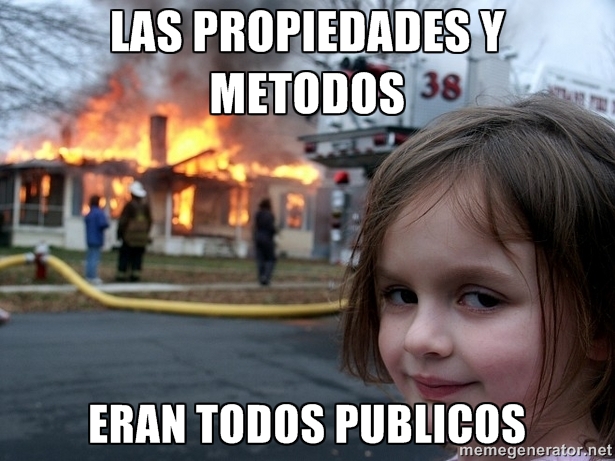 LAS PROPIEDADES Y
METODOS
38
ERAN TODOS PUBLICOS
memegenerator.net